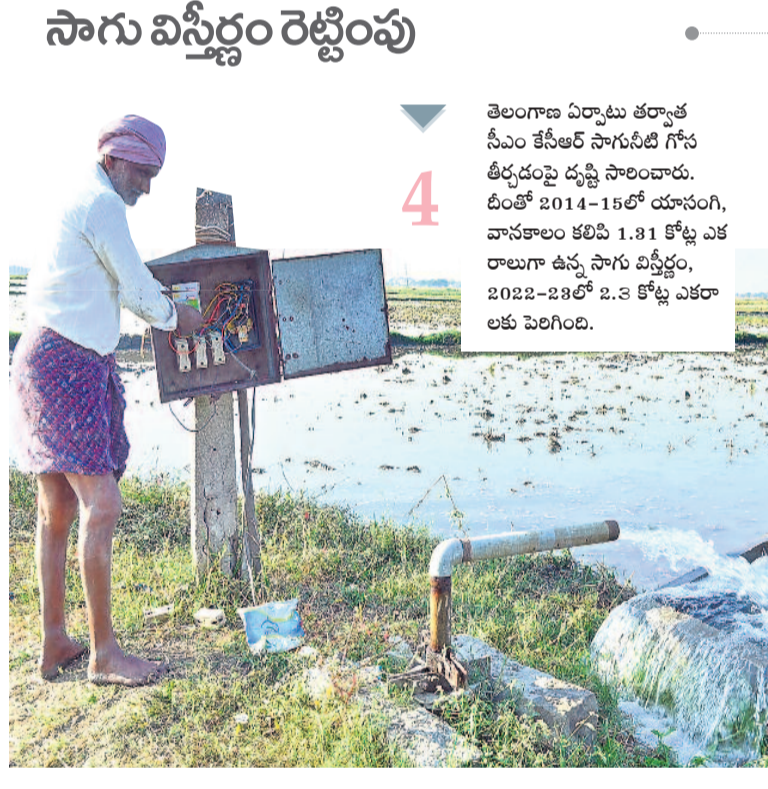 సాగు విస్తీర్ణం రెట్టింపు
4
తెలంగాణ ఏర్పాటు తర్వాత
సీఎం కేసీఆర్ సాగునీటి గోస
తీర్చడంపై దృష్టి సారించారు.
దీంతో 2014-15లో యాసంగి,
వానకాలం కలిపి 1.31 కోట్ల ఎక
రాలుగా ఉన్న సాగు విస్తీర్ణం,
2022-23లో 2.3 కోట్ల ఎకరా
లకు పెరిగింది.